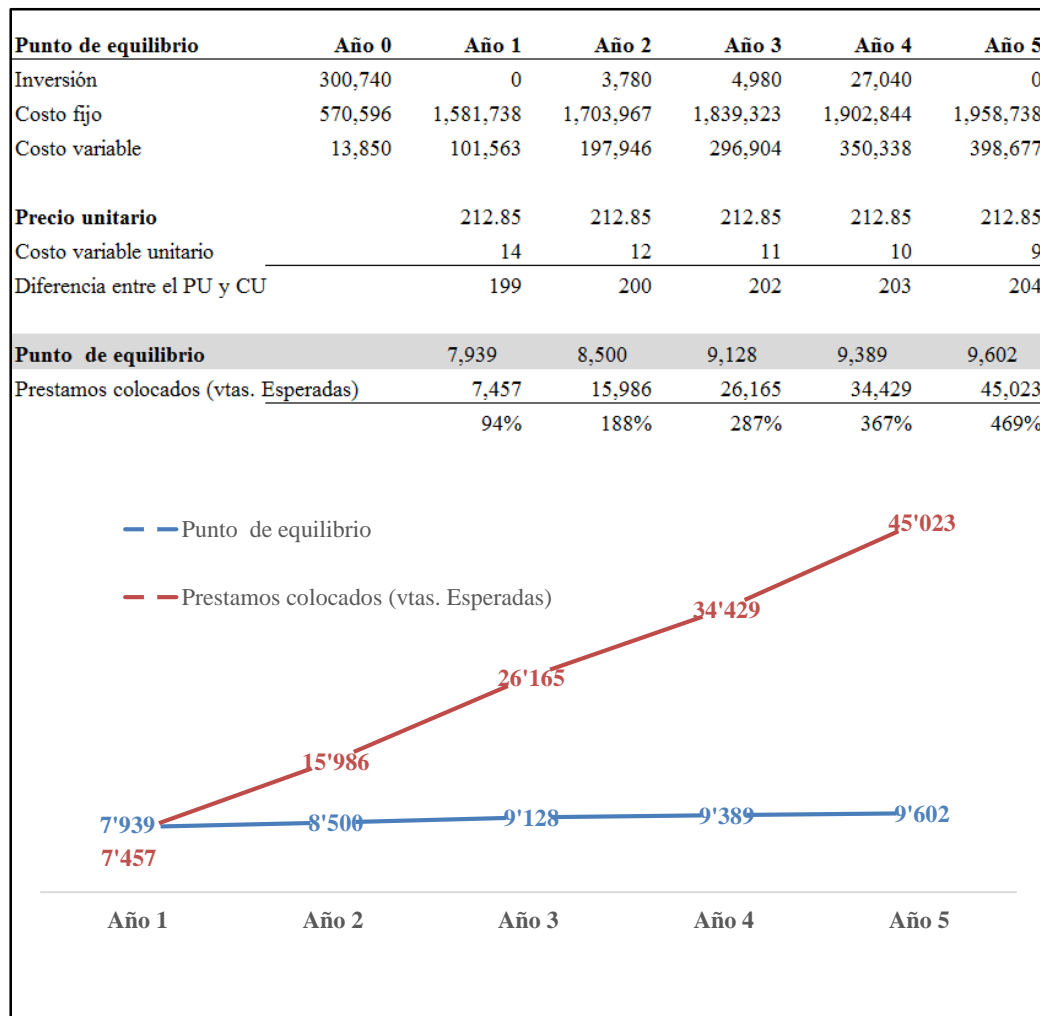 Punto de equilibrio Año 0 Año 1 Año 2 Año 3 Año 4 Año 5
Inversión 300,740 0 3,780 4,980 27,040 0
Costo fijo 570,596 1,581,738 1,703,967 1,839,323 1,902,844 1,958,738
Costo variable 13,850 101,563 197,946 296,904 350,338 398,677
Precio unitario 212.85 212.85 212.85 212.85 212.85
Costo variable unitario 14 12 11 10 9
Diferencia entre el PU y CU 199 200 202 203 204
Punto de equilibrio 7,939 8,500 9,128 9,389 9,602
Prestamos colocados (vtas. Esperadas) 7,457 15,986 26,165 34,429 45,023
94% 188% 287% 367% 469%
45'023
Punto de equilibrio
Prestamos colocados (vtas. Esperadas)
34'429
26'165
15'986
7'939 8'500 9'128 9'389 9'602
7'457
Año 1 Año 2 Año 3 Año 4 Año 5